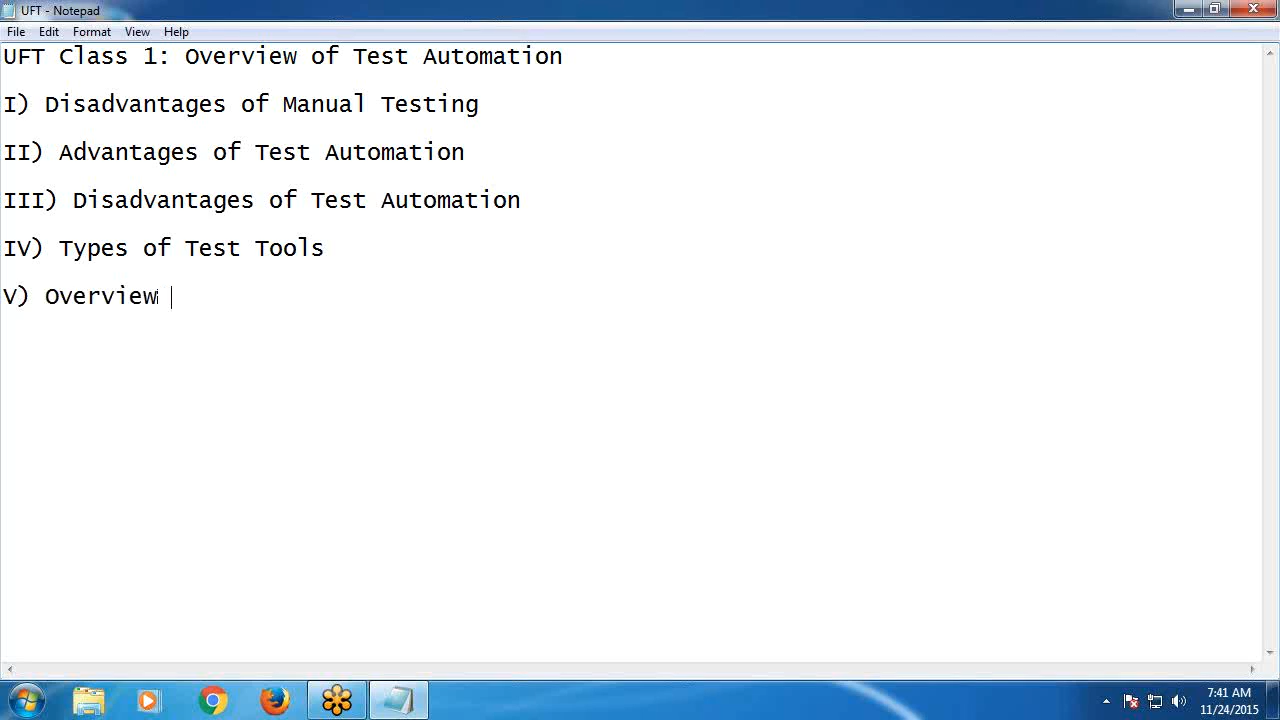 UFT - Notepad
File Edit Format View Help
UFT Class 1: Overview of Test Automation
I) Disadvantages of Manual Testing
II) Advantages of Test Automation
III) Disadvantages of Test Automation
IV) Types of Test Tools
V) Overview
7:41 AM
11/24/2015